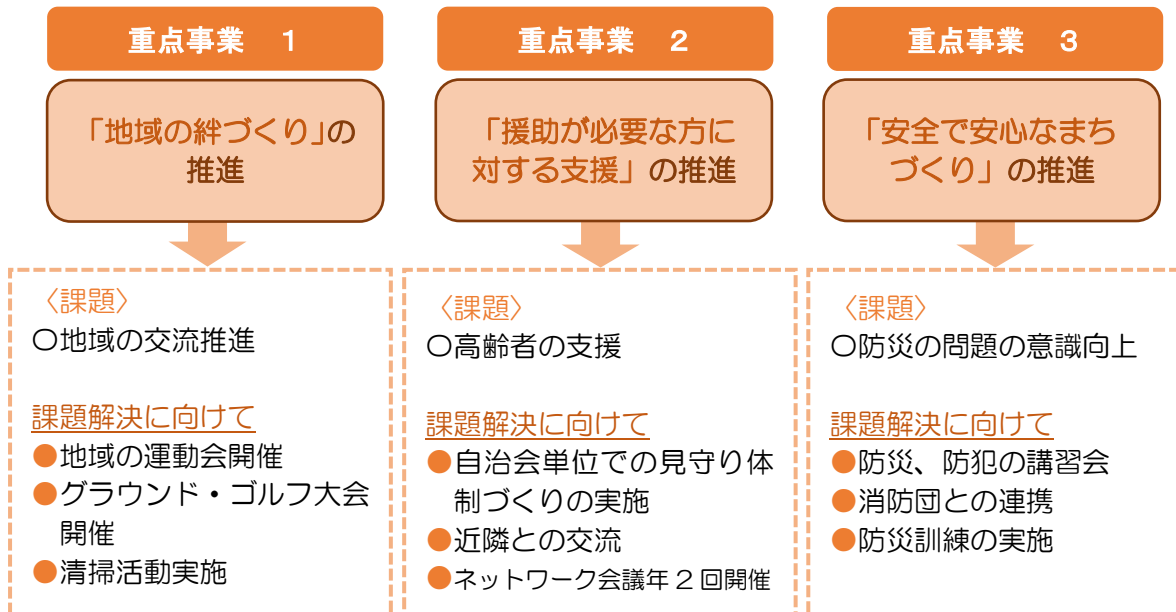 重点事業　１
「地域の絆づくり」の
推進
〈課題〉
〇地域の交流推進
課題解決に向けて
●地域の運動会開催
●グラウンド・ゴルフ大会
開催
●清掃活動実施
重点事業　２
「援助が必要な方に
対する支援」の推進
〈課題〉
〇高齢者の支援
課題解決に向けて
●自治会単位での見守り体
制づくりの実施
●近隣との交流
●ネットワーク会議年２回開催
重点事業　３
「安全で安心なまち
づくり」の推進
〈課題〉
〇防災の問題の意識向上
課題解決に向けて
●防災、防犯の講習会
●消防団との連携
●防災訓練の実施